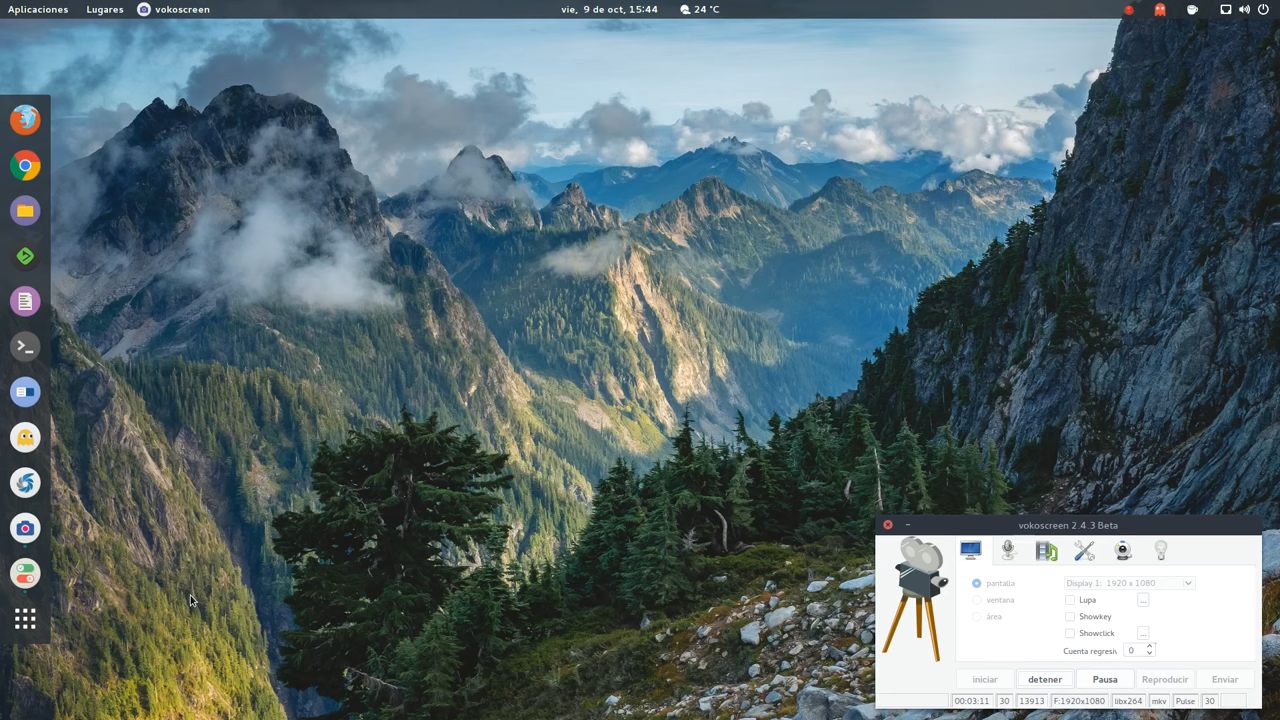 Aplicaciones Lugares vokoscreen vie, 9 de oct, 15:44 24 °C
vokoscreen 2.4.3 Beta
pantalla Display 1: 1920 x 1080
ventana Lupa ...
área Showkey
Showclick ...
Cuenta regresiv 0
iniciar detener Pausa Reproducir Enviar
00:03:11 30 13913 F:1920x1080 libx264 mkv Pulse 30